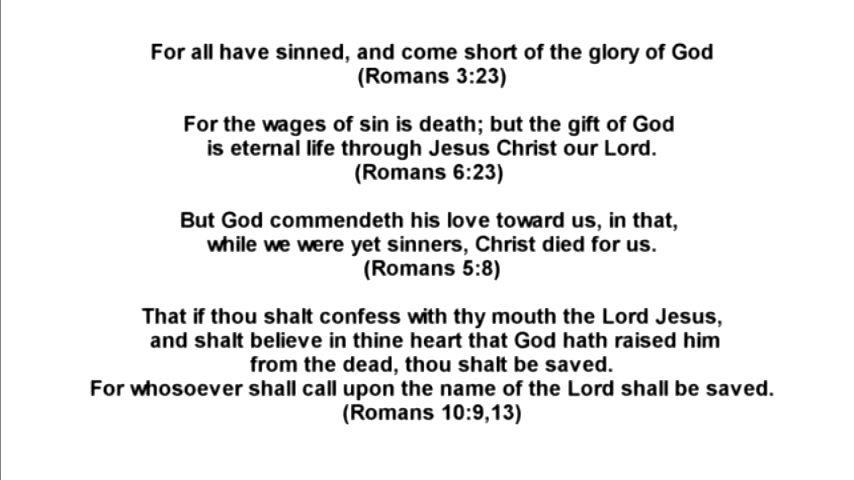 For all have sinned, and come short of the glory of God
(Romans 3:23)
For the wages of sin is death; but the gift of God
is eternal life through Jesus Christ our Lord.
(Romans 6:23)
But God commendeth his love toward us, in that,
while we were yet sinners, Christ died for us.
(Romans 5:8)
That if thou shalt confess with thy mouth the Lord Jesus,
and shalt believe in thine heart that God hath raised him
from the dead, thou shalt be saved.
For whosoever shall call upon the name of the Lord shall be saved.
(Romans 10:9,13)